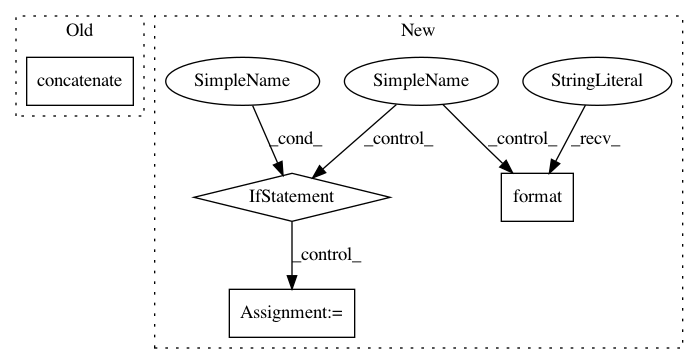 Old
New
concatenate
SimpleName
SimpleName
StringLiteral
_cond_
_control_
_control_
_recv_
IfStatement
format
_control_
Assignment:=